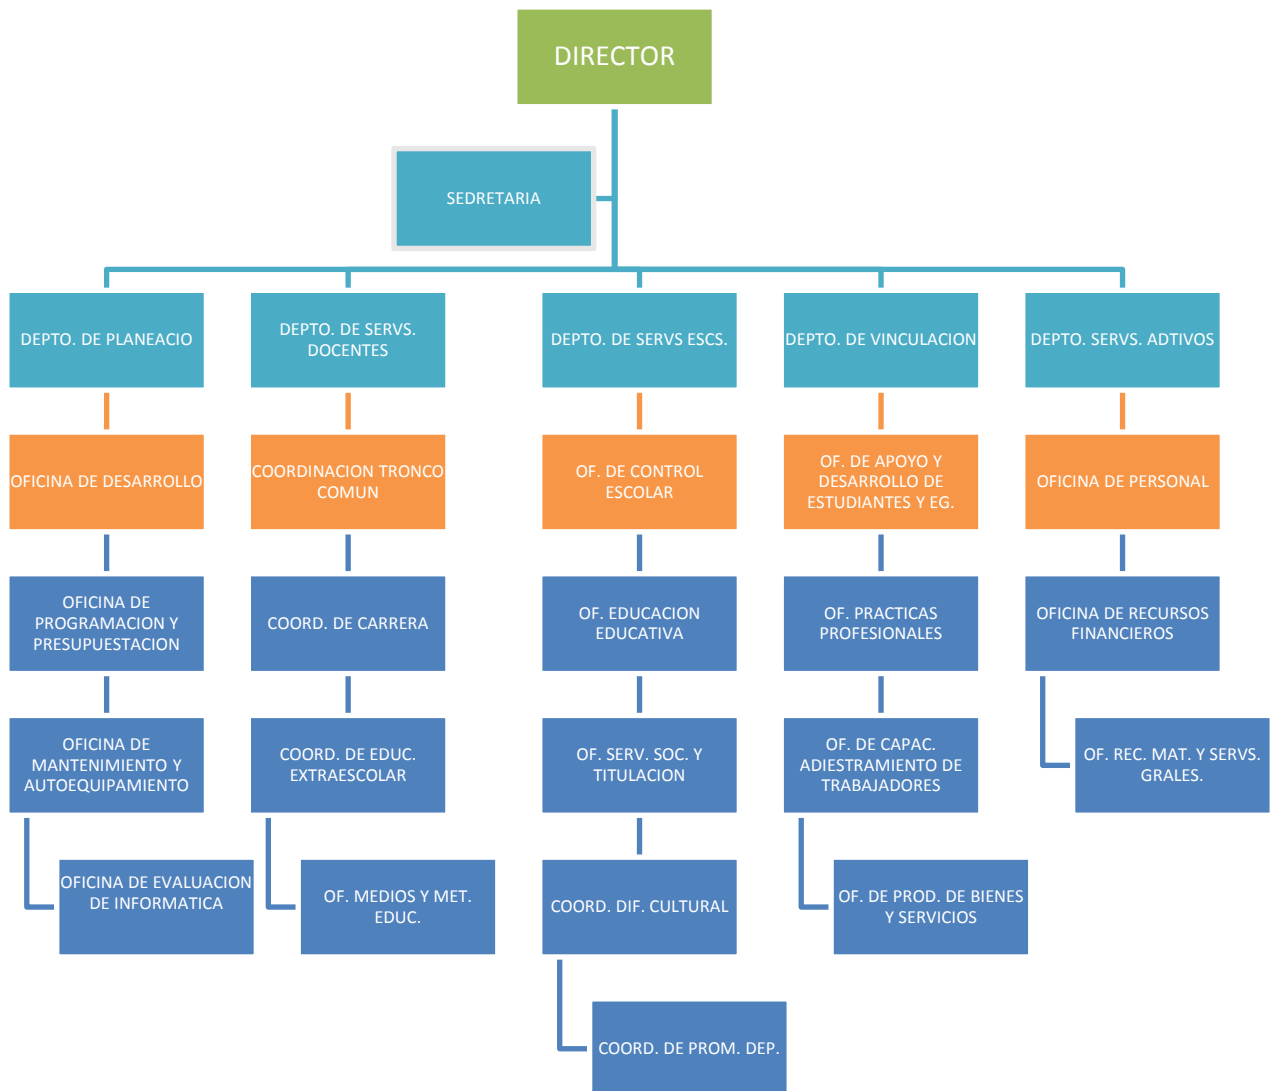 DIRECTOR
SEDRETARIA
DEPTO. DE PLANEACIO
DEPTO. DE SERVS.
DOCENTES
DEPTO. DE SERVS ESCS.
DEPTO. DE VINCULACION
DEPTO. SERVS. ADTIVOS
OFICINA DE DESARROLLO
COORDINACION TRONCO
COMUN
OF. DE CONTROL
ESCOLAR
OF. DE APOYO Y
DESARROLLO DE
ESTUDIANTES Y EG.
OFICINA DE PERSONAL
OFICINA DE
PROGRAMACION Y
PRESUPUESTACION
COORD. DE CARRERA
OF. EDUCACION
EDUCATIVA
OF. PRACTICAS
PROFESIONALES
OFICINA DE RECURSOS
FINANCIEROS
OFICINA DE
MANTENIMIENTO Y
AUTOEQUIPAMIENTO
COORD. DE EDUC.
EXTRAESCOLAR
OF. SERV. SOC. Y
TITULACION
OF. DE CAPAC.
ADIESTRAMIENTO DE
TRABAJADORES
OF. REC. MAT. Y SERVS.
GRALES.
OFICINA DE EVALUACION
DE INFORMATICA
OF. MEDIOS Y MET.
EDUC.
COORD. DIF. CULTURAL
OF. DE PROD. DE BIENES
Y SERVICIOS
COORD. DE PROM. DEP.